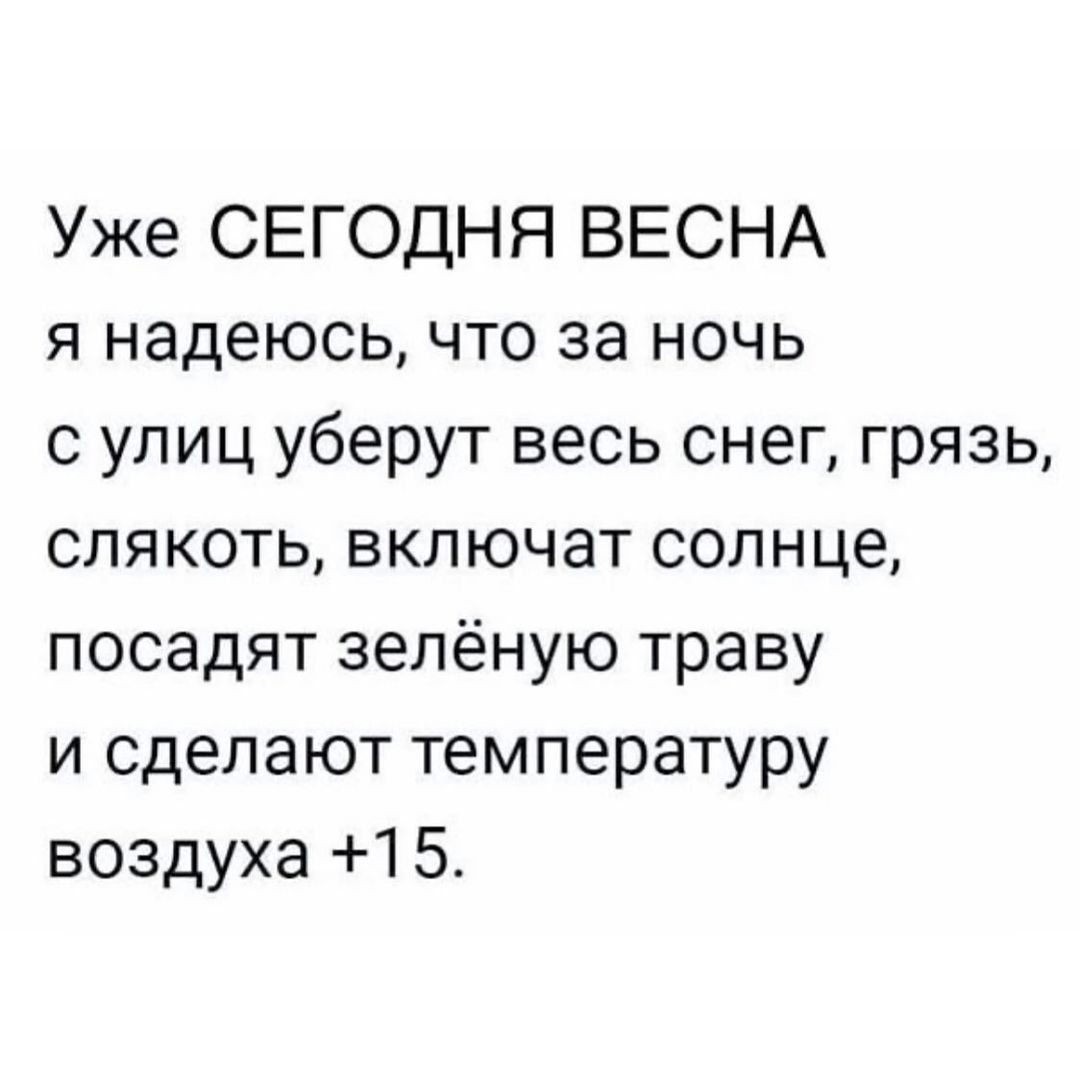 Уже СЕГОДНЯ ВЕСНА
я надеюсь, что за ночь
с улиц уберут весь снег, грязь,
слякоть, включат солнце,
посадят зелёную траву
и сделают температуру
воздуха +15.